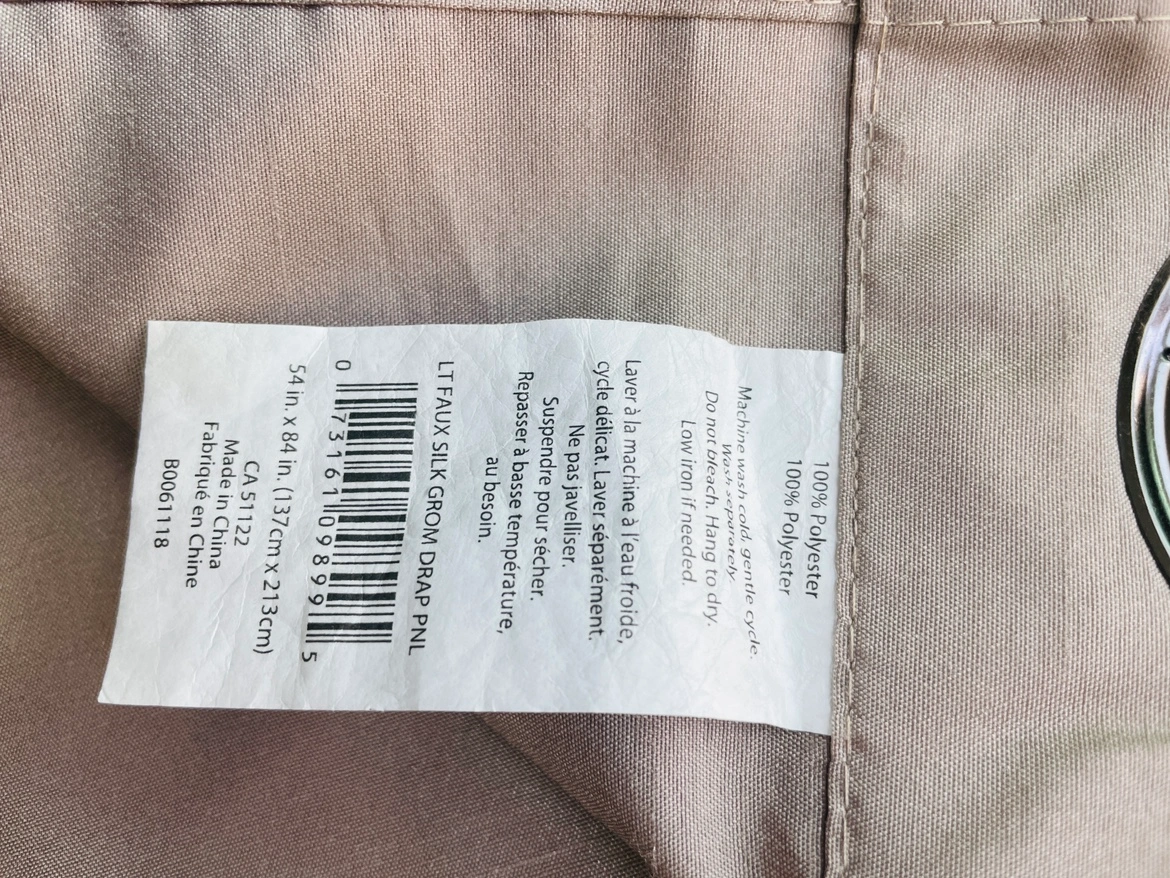 100% Polyester
100% Polyester
Machine wash cold, gentle cycle.
Wash separately.
Do not breach. Hang to dry.
Low iron if needed.
Laver à la machine à l'eau froide,
cycle délicat. Laver séparément.
Ne pas javelliser.
Suspendre pour sécher.
Repasser à basse température,
au besoin.
LT FAUX SILK GROM DRAP PNL
0 73161 09899 5
54 in. x 84 in. (137cm x 213cm)
CA 51122
Made in China
Fabriqué en Chine
B0061118